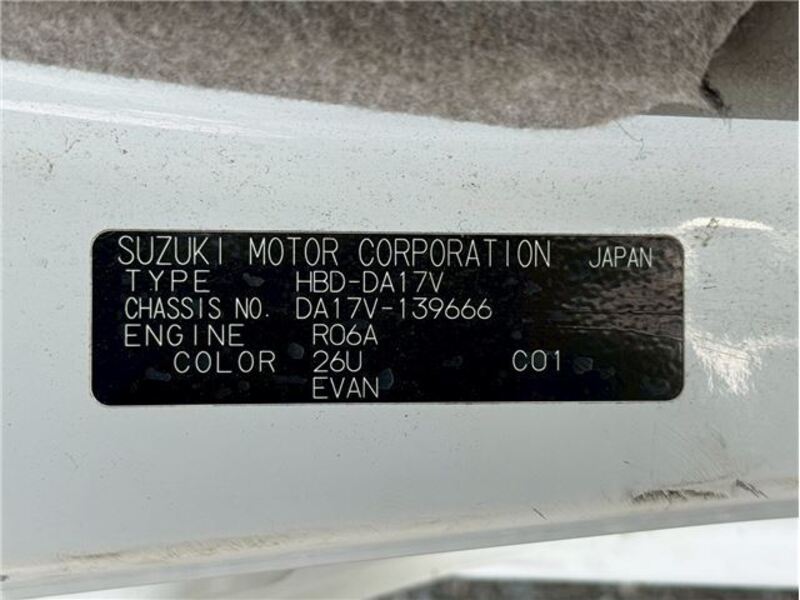 SUZUKI MOTOR CORPORATION JAPAN
TYPE HBD-DA17V
CHASSIS NO. DA17V-139666
ENGINE R06A
COLOR 26U C01
EVAN